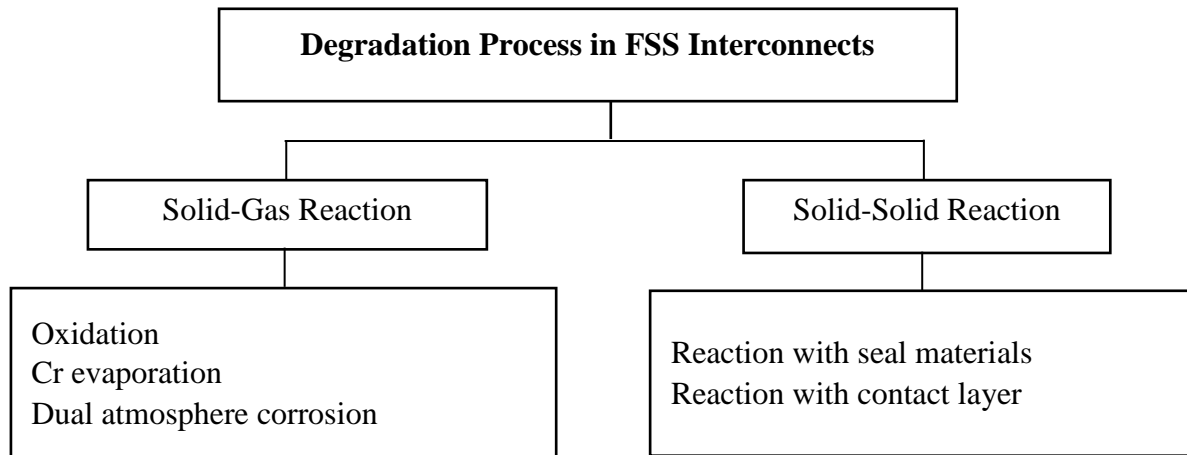 Degradation Process in FSS Interconnects
Solid-Gas Reaction
Solid-Solid Reaction
Oxidation
Cr evaporation
Dual atmosphere corrosion
Reaction with seal materials
Reaction with contact layer